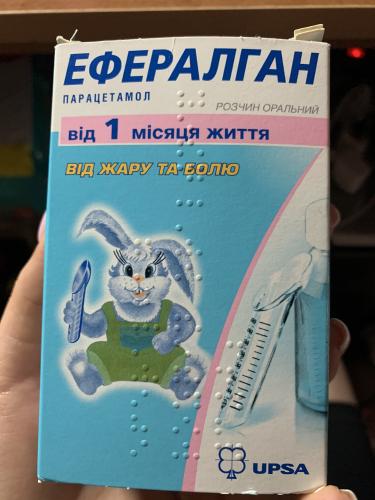 ЕФЕРАЛГАН
ПАРАЦЕТАМОЛ
РОЗЧИН ОРАЛЬНИЙ
від 1 місяця життя
ВІД ЖАРУ ТА БОЛЮ
UPSA